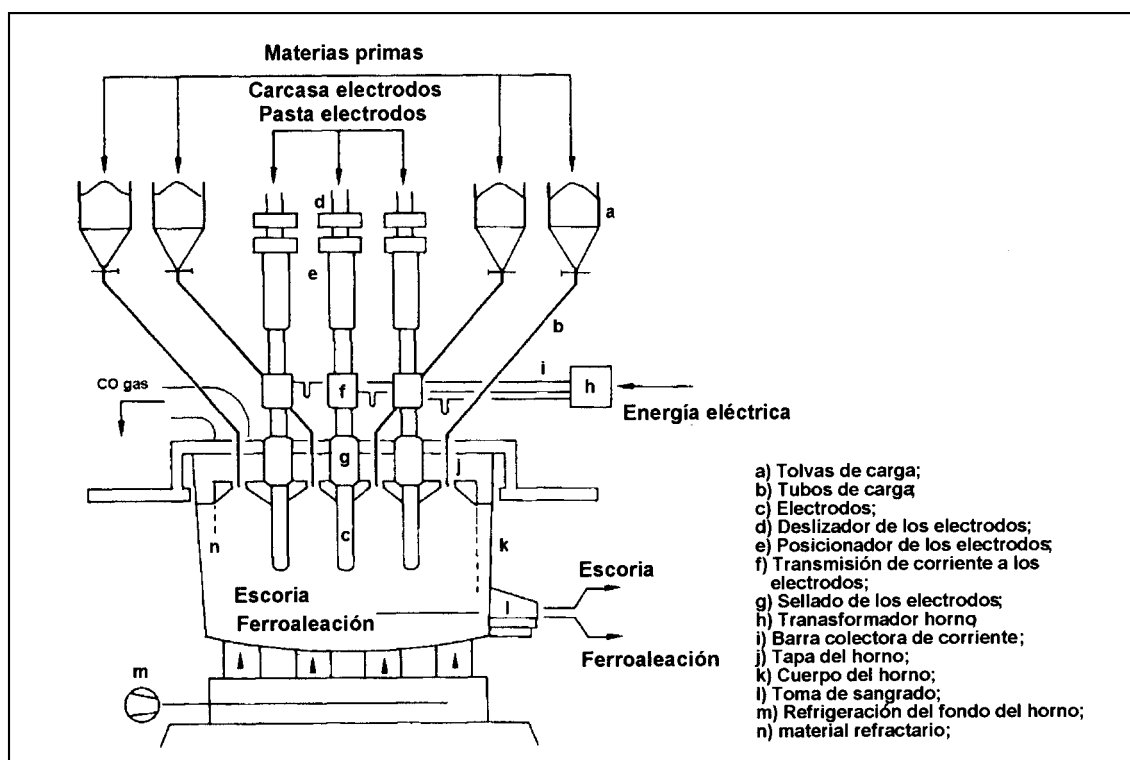 Materias primas
Carcasa electrodos
Pasta electrodos
d
a
e
b
i
CO gas
f
h
Energía eléctrica
g
j
c
n
k
Escoria
Escoria
l
Ferroaleación
Ferroaleación
m
a) Tolvas de carga;
b) Tubos de carga;
c) Electrodos;
d) Deslizador de los electrodos;
e) Posicionador de los electrodos;
f) Transmisión de corriente a los
electrodos;
g) Sellado de los electrodos;
h) Tranasformador horno;
i) Barra colectora de corriente;
j) Tapa del horno;
k) Cuerpo del horno;
l) Toma de sangrado;
m) Refrigeración del fondo del horno;
n) material refractario;